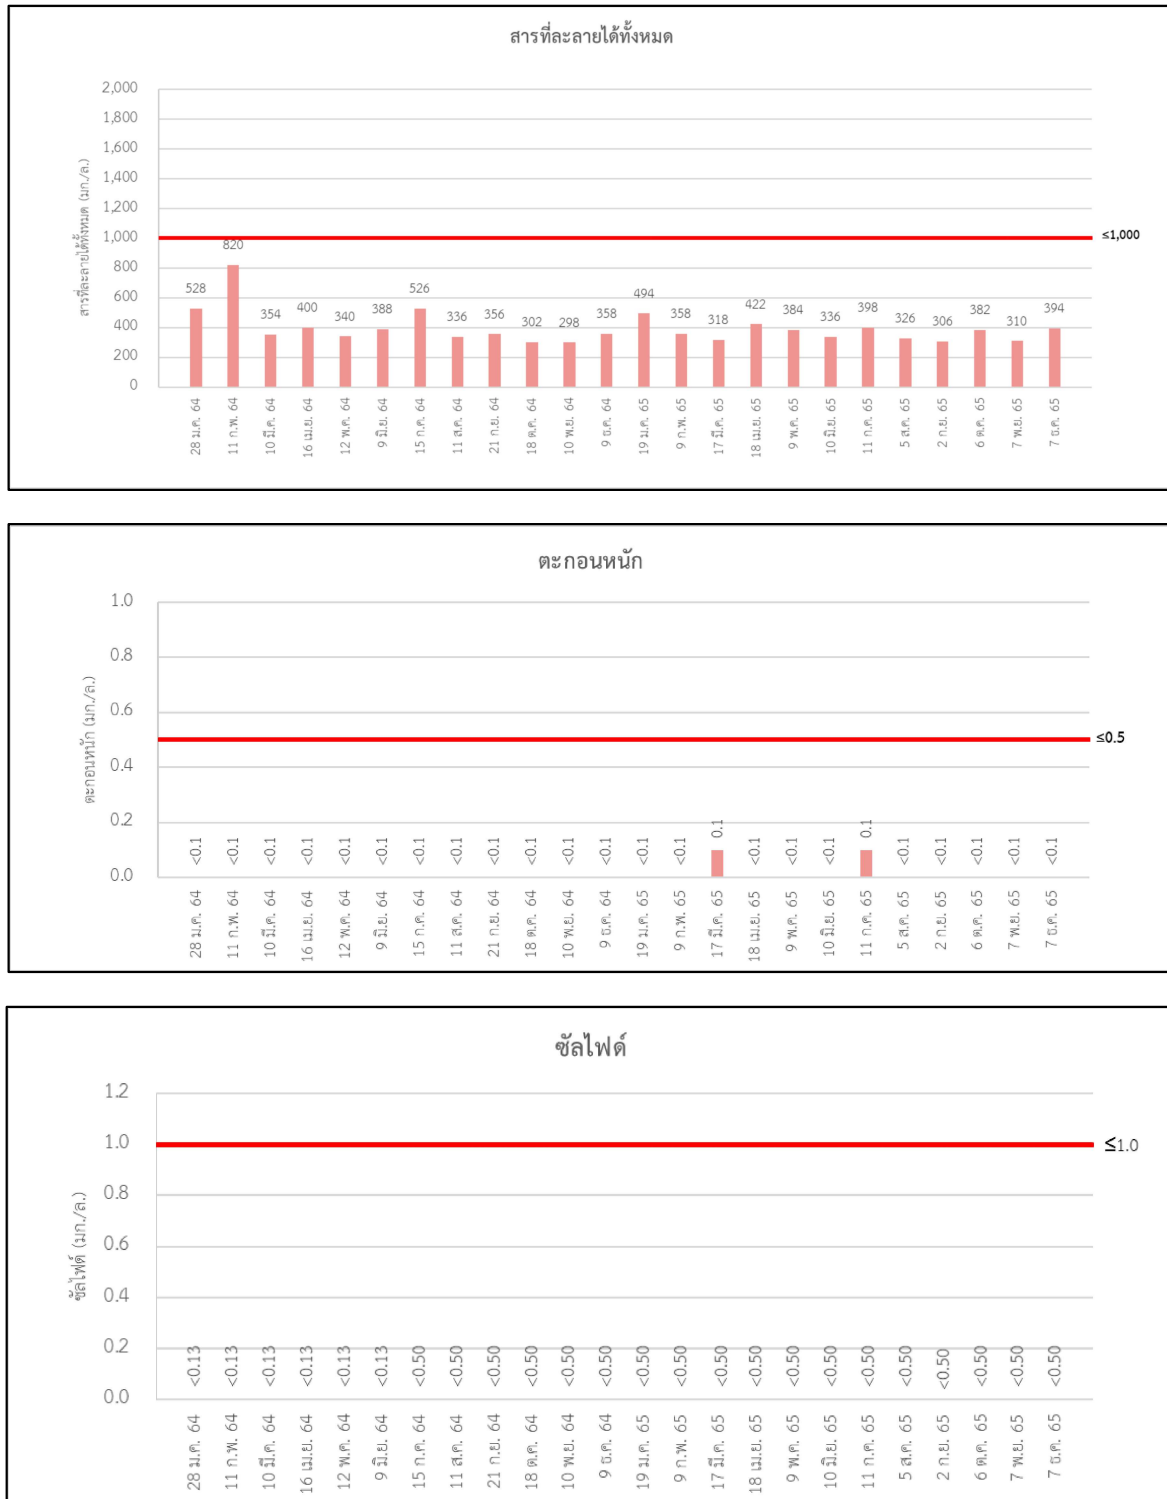 สารที่ละลายได้ทั้งหมด
สารที่ละลายได้ทั้งหมด (มก./ล.)
2,000
1,800
1,600
1,400
1,200
1,000
800
600
400
200
0
≤1,000
528 820 354 400 340 388 526 336 356 302 298 358 494 358 318 422 384 336 398 326 306 382 310 394
28 ม.ค. 64 11 ก.พ. 64 10 มี.ค. 64 16 เม.ย. 64 12 พ.ค. 64 9 มิ.ย. 64 15 ก.ค. 64 11 ส.ค. 64 21 ก.ย. 64 18 ต.ค. 64 10 พ.ย. 64 9 ธ.ค. 64 19 ม.ค. 65 9 ก.พ. 65 17 มี.ค. 65 18 เม.ย. 65 9 พ.ค. 65 10 มิ.ย. 65 11 ก.ค. 65 5 ส.ค. 65 2 ก.ย. 65 6 ต.ค. 65 7 พ.ย. 65 7 ธ.ค. 65
ตะกอนหนัก
ตะกอนหนัก (มก./ล.)
1.0
0.8
0.6
0.4
0.2
0.0
≤0.5
<0.1 <0.1 <0.1 <0.1 <0.1 <0.1 <0.1 <0.1 <0.1 <0.1 <0.1 <0.1 <0.1 <0.1 0.1 <0.1 <0.1 <0.1 0.1 <0.1 <0.1 <0.1 <0.1 <0.1
28 ม.ค. 64 11 ก.พ. 64 10 มี.ค. 64 16 เม.ย. 64 12 พ.ค. 64 9 มิ.ย. 64 15 ก.ค. 64 11 ส.ค. 64 21 ก.ย. 64 18 ต.ค. 64 10 พ.ย. 64 9 ธ.ค. 64 19 ม.ค. 65 9 ก.พ. 65 17 มี.ค. 65 18 เม.ย. 65 9 พ.ค. 65 10 มิ.ย. 65 11 ก.ค. 65 5 ส.ค. 65 2 ก.ย. 65 6 ต.ค. 65 7 พ.ย. 65 7 ธ.ค. 65
ซัลไฟด์
ซัลไฟด์ (มก./ล.)
1.2
1.0
0.8
0.6
0.4
0.2
0.0
≤1.0
<0.13 <0.13 <0.13 <0.13 <0.13 <0.13 <0.50 <0.50 <0.50 <0.50 <0.50 <0.50 <0.50 <0.50 <0.50 <0.50 <0.50 <0.50 <0.50 <0.50 <0.50 <0.50 <0.50 <0.50
28 ม.ค. 64 11 ก.พ. 64 10 มี.ค. 64 16 เม.ย. 64 12 พ.ค. 64 9 มิ.ย. 64 15 ก.ค. 64 11 ส.ค. 64 21 ก.ย. 64 18 ต.ค. 64 10 พ.ย. 64 9 ธ.ค. 64 19 ม.ค. 65 9 ก.พ. 65 17 มี.ค. 65 18 เม.ย. 65 9 พ.ค. 65 10 มิ.ย. 65 11 ก.ค. 65 5 ส.ค. 65 2 ก.ย. 65 6 ต.ค. 65 7 พ.ย. 65 7 ธ.ค. 65